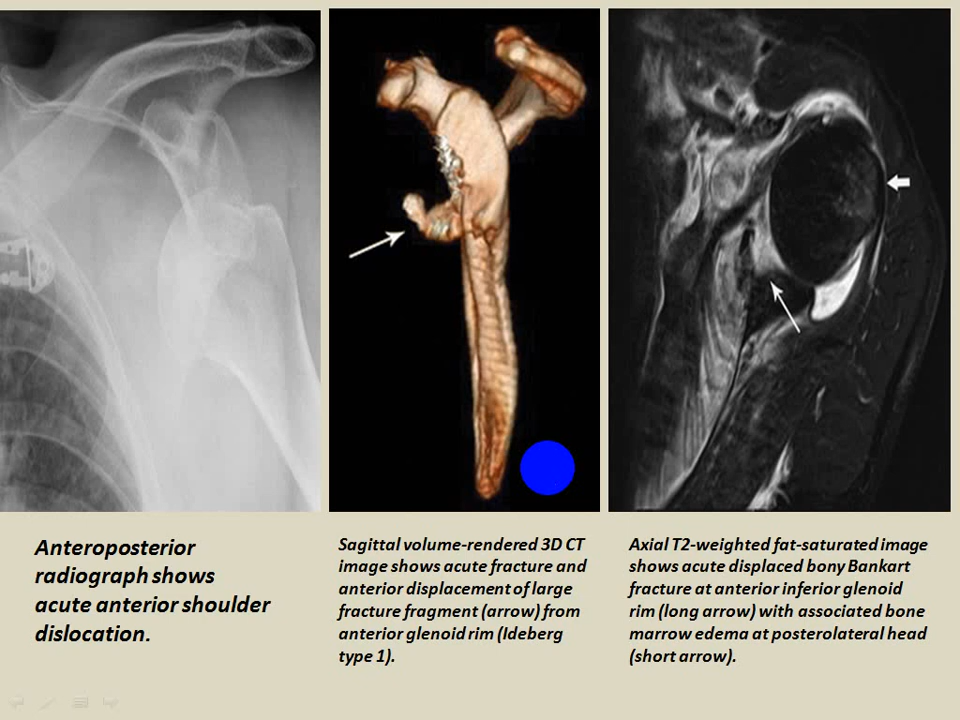 Anteroposterior
radiograph shows
acute anterior shoulder
dislocation.
Sagittal volume-rendered 3D CT
image shows acute fracture and
anterior displacement of large
fracture fragment (arrow) from
anterior glenoid rim (Ideberg
type 1).
Axial T2-weighted fat-saturated image
shows acute displaced bony Bankart
fracture at anterior inferior glenoid
rim (long arrow) with associated bone
marrow edema at posterolateral head
(short arrow).